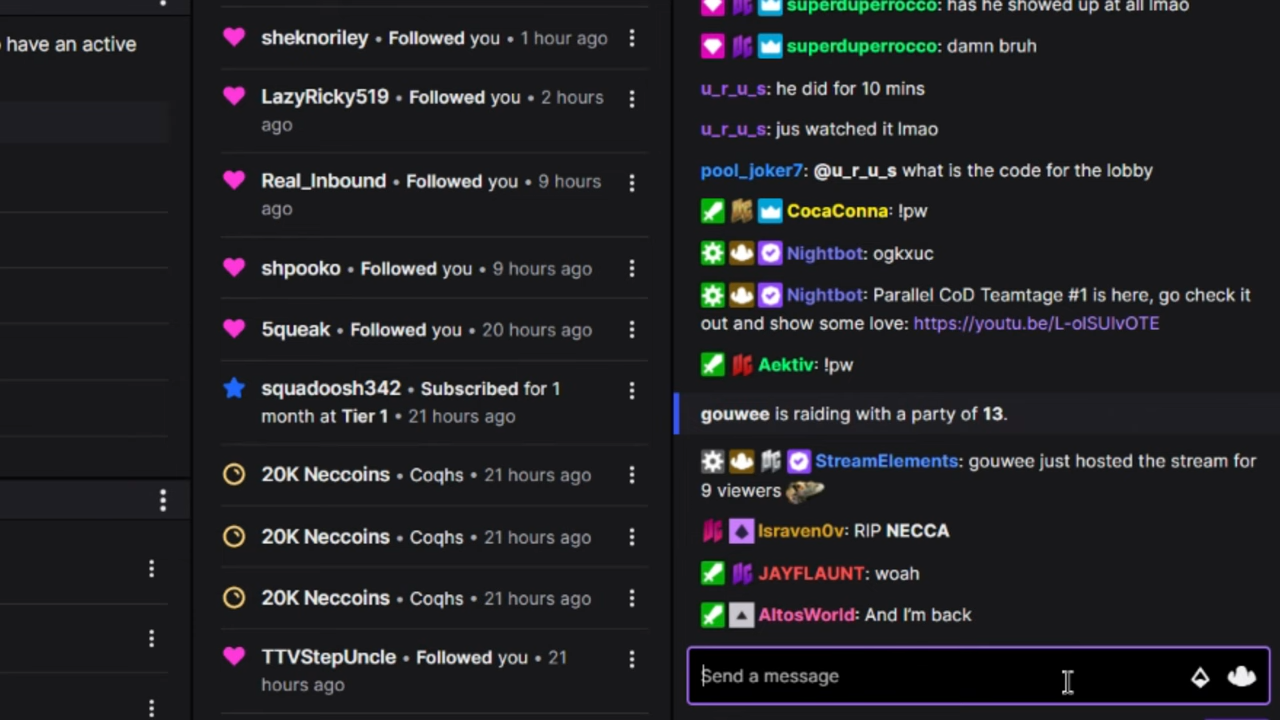 have an active
sheknoriley • Followed you • 1 hour ago
LazyRicky519 • Followed you • 2 hours
ago
Real_Inbound • Followed you • 9 hours
ago
shpooko • Followed you • 9 hours ago
5queak • Followed you • 20 hours ago
squadoosh342 • Subscribed for 1
month at Tier 1 • 21 hours ago
20K Neccoins • Coqhs • 21 hours ago
20K Neccoins • Coqhs • 21 hours ago
20K Neccoins • Coqhs • 21 hours ago
TTVStepUncle • Followed you • 21
hours ago
superduperrocco: has he showed up at all lmao
superduperrocco: damn bruh
u_r_u_s: he did for 10 mins
u_r_u_s: jus watched it lmao
pool_joker7: @u_r_u_s what is the code for the lobby
CocaConna: !pw
Nightbot: ogkxuc
Nightbot: Parallel CoD Teamtage #1 is here, go check it
out and show some love: https://youtu.be/L-oISUIvOTE
Aektiv: !pw
gouwee is raiding with a party of 13.
StreamElements: gouwee just hosted the stream for
9 viewers
Israven0v: RIP NECCA
JAYFLAUNT: woah
AltosWorld: And I'm back
Send a message